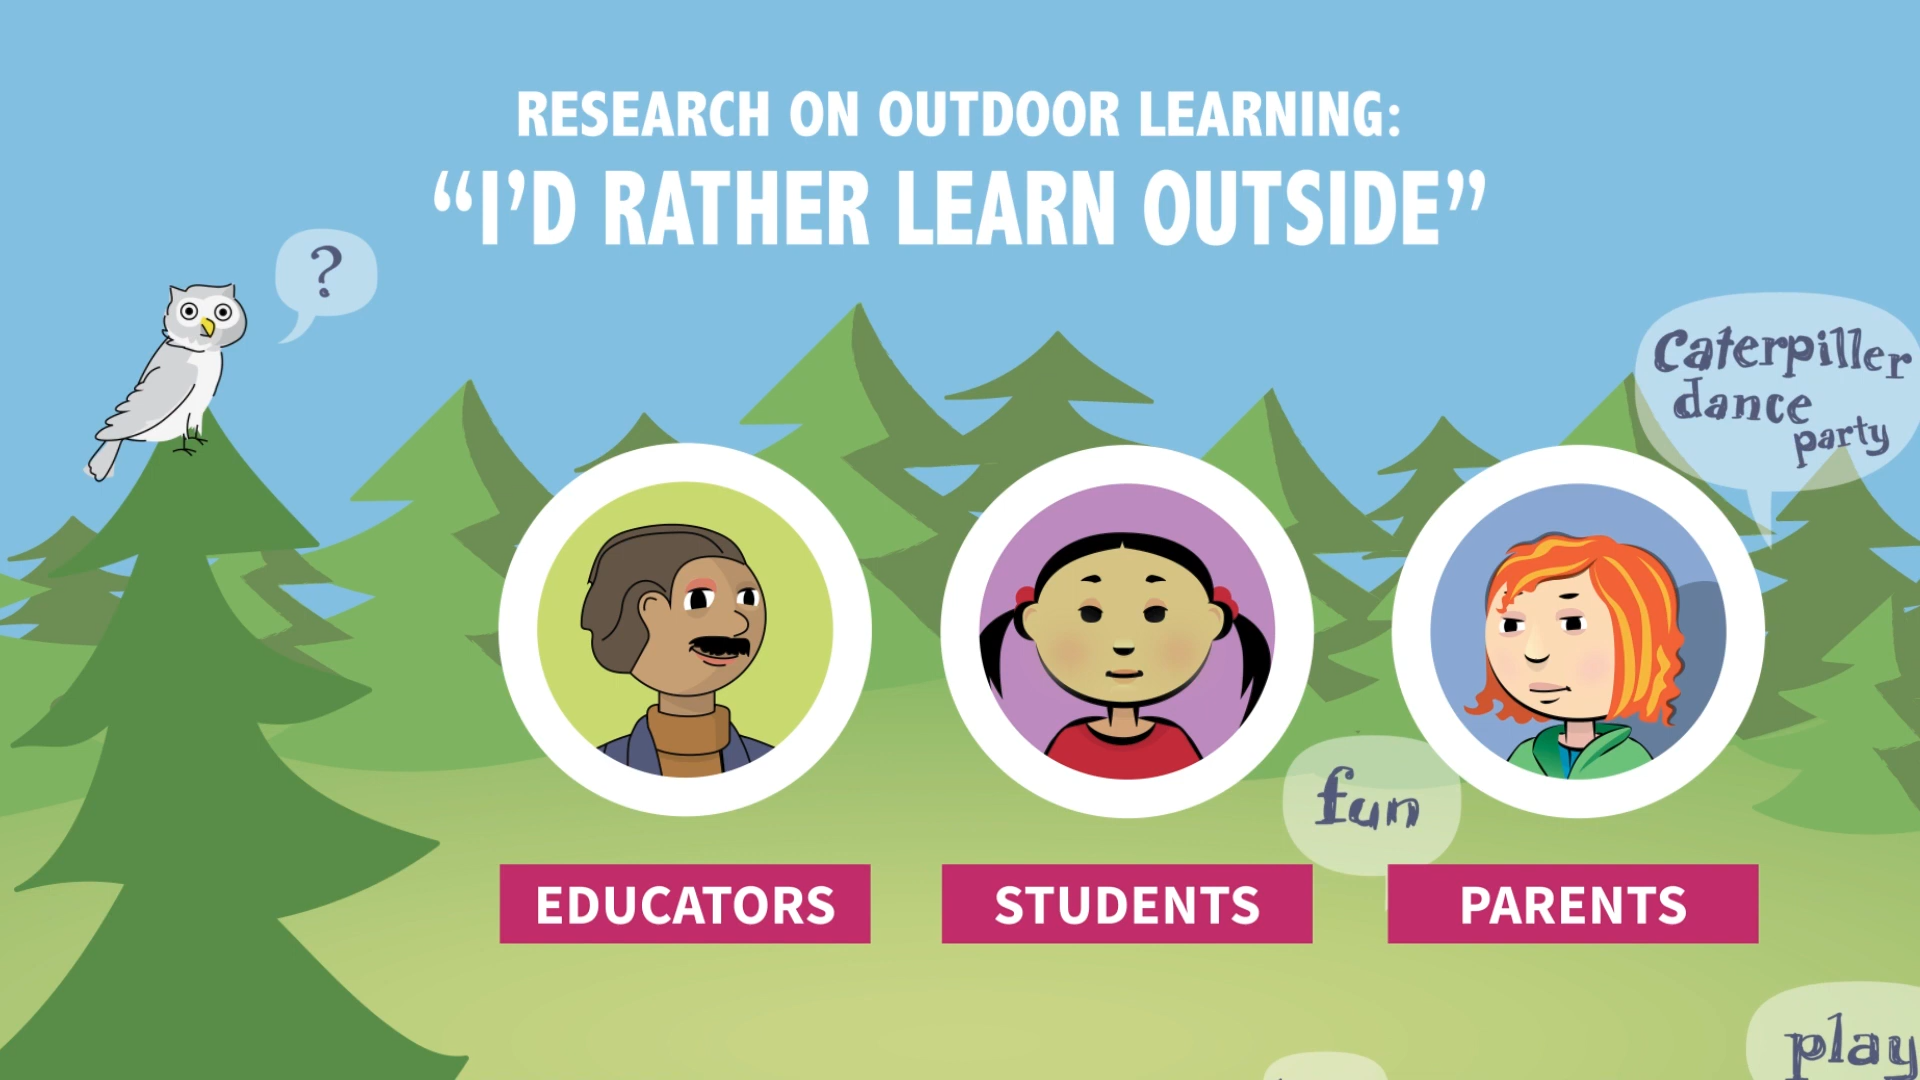 RESEARCH ON OUTDOOR LEARNING:
“I’D RATHER LEARN OUTSIDE”
?
Caterpiller
dance
party
fun
EDUCATORS
STUDENTS
PARENTS
play